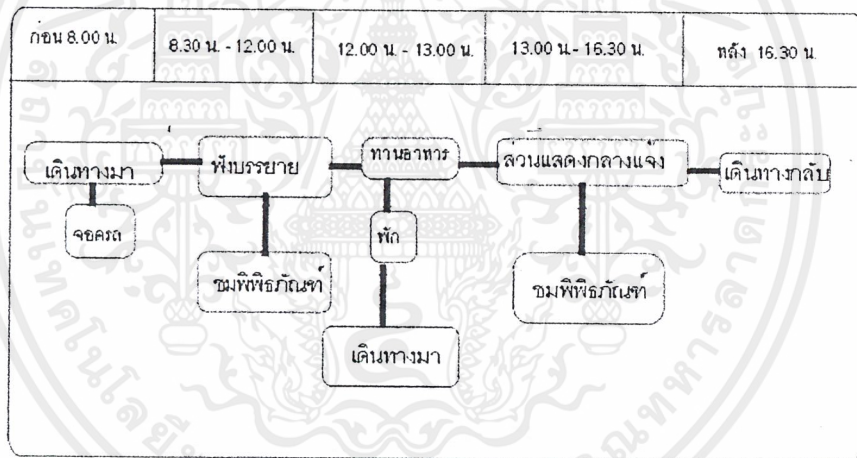 ก่อน 8.00 น. 8.30 น. - 12.00 น. 12.00 น. - 13.00 น. 13.00 น.- 16.30 น. หลัง 16.30 น.
เดินทางมา ฟังบรรยาย ทานอาหาร ส่วนแสดงกลางแจ้ง เดินทางกลับ
จอดรถ พัก
ชมพิพิธภัณฑ์ ชมพิพิธภัณฑ์
เดินทางมา